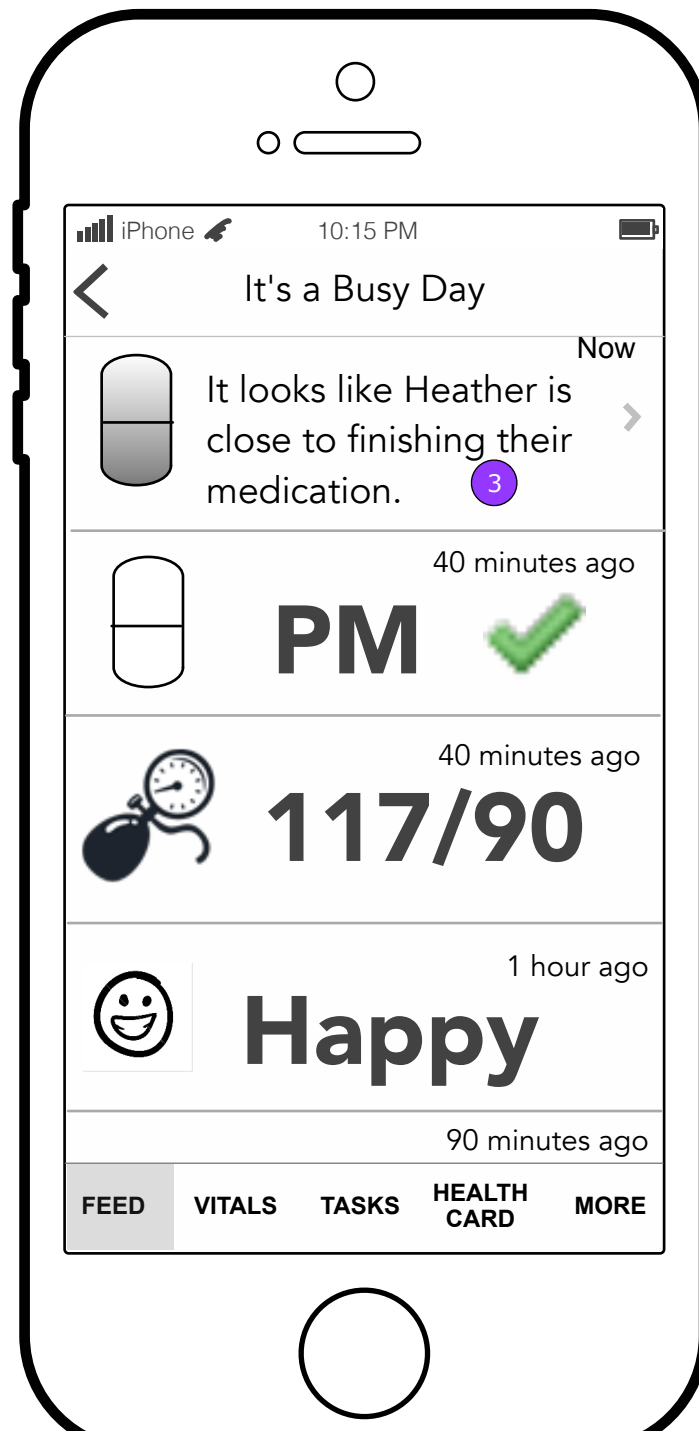 iPhone 10:15 PM
It's a Busy Day
Now
It looks like Heather is
close to finishing their
medication.
3
40 minutes ago
PM
40 minutes ago
117/90
1 hour ago
Happy
90 minutes ago
FEED VITALS TASKS HEALTH CARD MORE